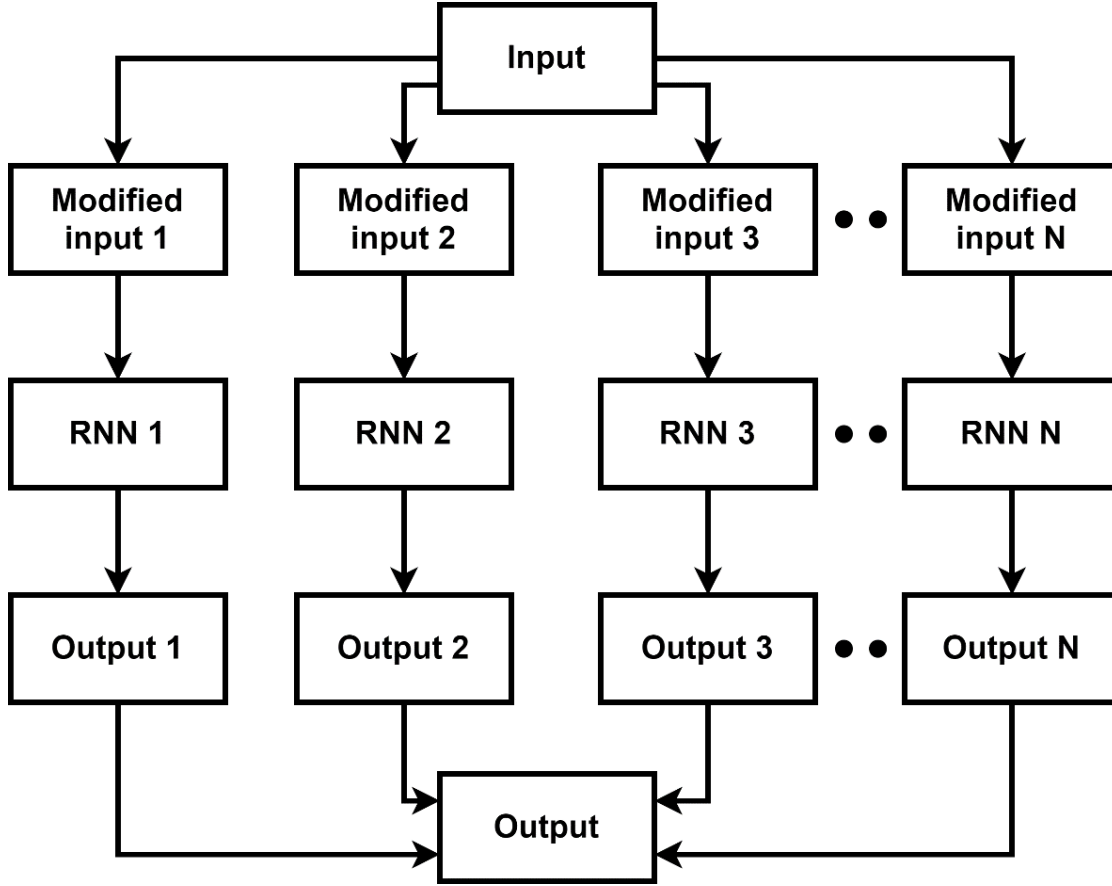 Input
Modified
input 1
Modified
input 2
Modified
input 3
Modified
input N
RNN 1
RNN 2
RNN 3
RNN N
Output 1
Output 2
Output 3
Output N
Output